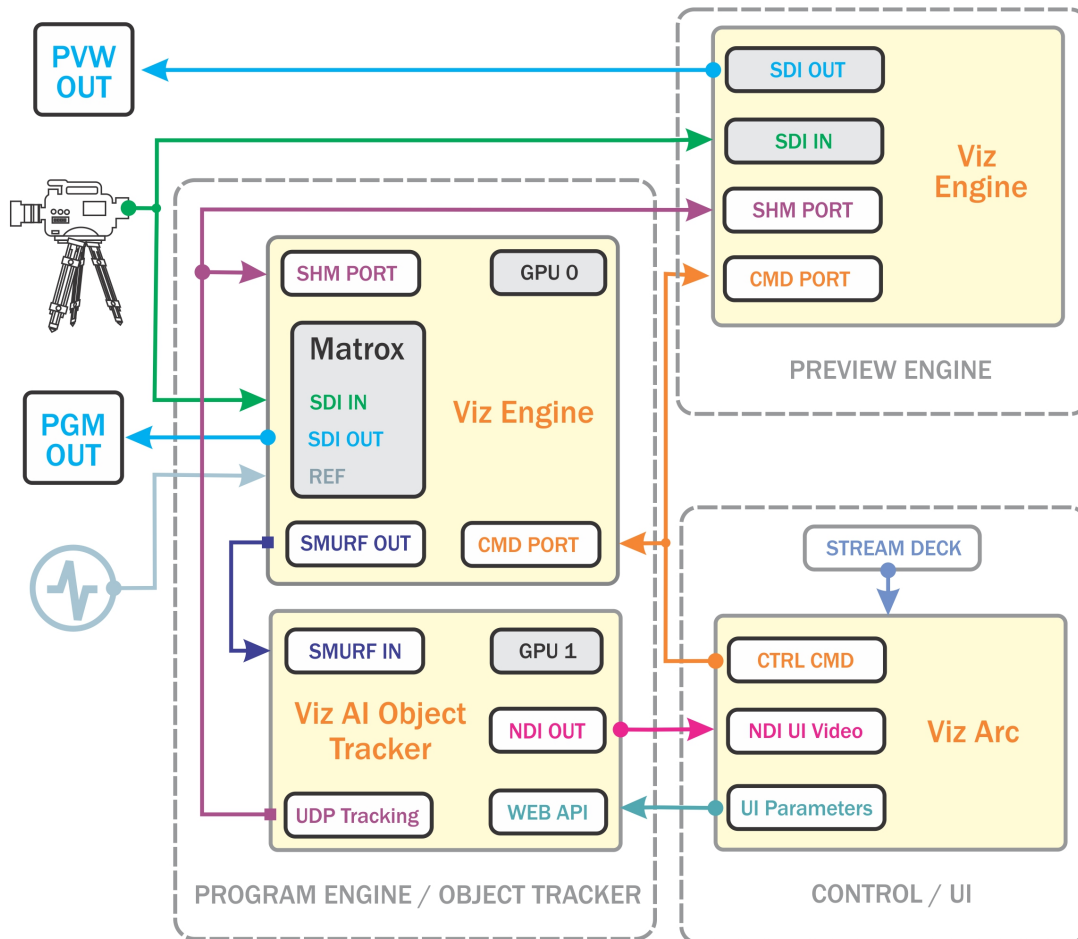 PVW
OUT
SDI OUT
SDI IN
Viz
Engine
SHM PORT
CMD PORT
PREVIEW ENGINE
SHM PORT
GPU 0
Matrox
SDI IN
SDI OUT
REF
Viz Engine
SMURF OUT
CMD PORT
PGM
OUT
SMURF IN
GPU 1
Viz AI Object
Tracker
NDI OUT
UDP Tracking
WEB API
PROGRAM ENGINE / OBJECT TRACKER
STREAM DECK
CTRL CMD
NDI UI Video
Viz Arc
UI Parameters
CONTROL / UI